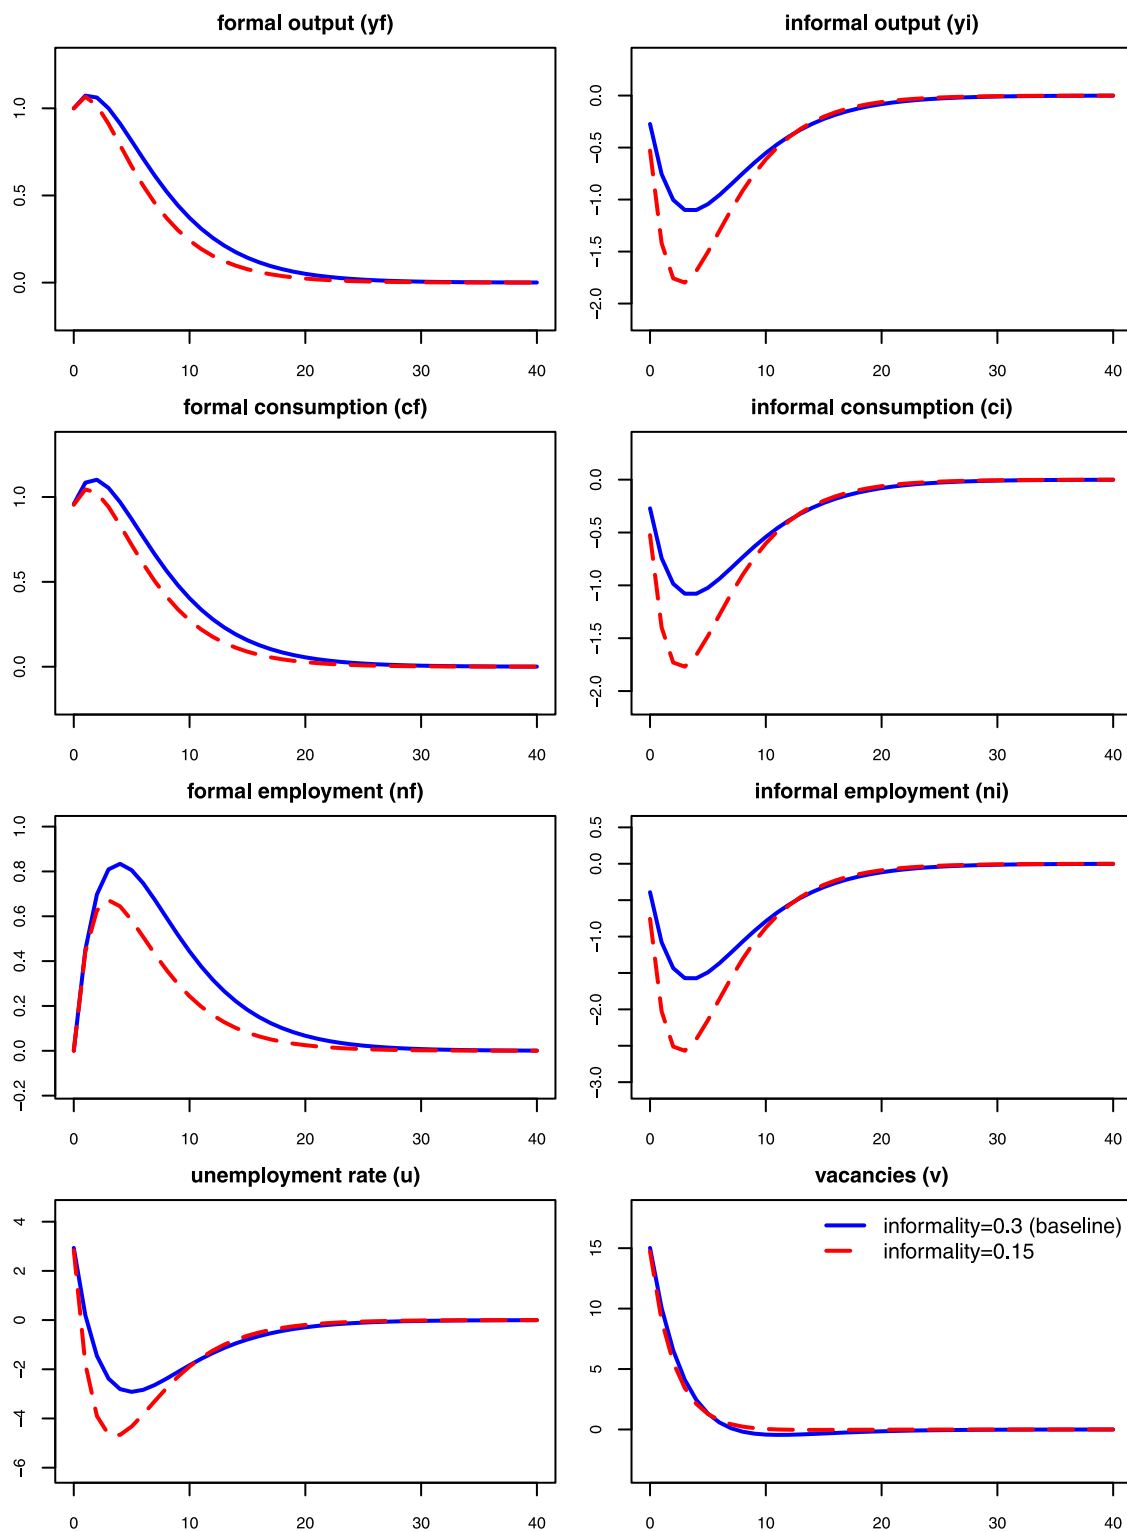 formal output (yf)
0.0 0.5 1.0
0 10 20 30 40
informal output (yi)
−2.0 −1.5 −1.0 −0.5 0.0
0 10 20 30 40
formal consumption (cf)
0.0 0.5 1.0
0 10 20 30 40
informal consumption (ci)
−2.0 −1.5 −1.0 −0.5 0.0
0 10 20 30 40
formal employment (nf)
−0.2 0.0 0.2 0.4 0.6 0.8 1.0
0 10 20 30 40
informal employment (ni)
−3.0 −2.0 −1.0 0.0 0.5
0 10 20 30 40
unemployment rate (u)
−6 −4 −2 0 2 4
0 10 20 30 40
vacancies (v)
informality=0.3 (baseline)
informality=0.15
0 5 10 15
0 10 20 30 40